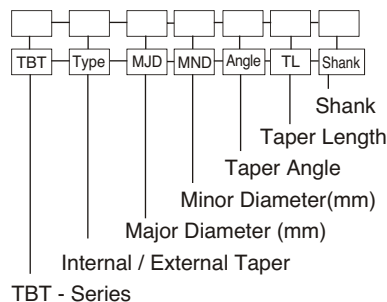 TBT Type MJD MND Angle TL Shank
Shank
Taper Length
Taper Angle
Minor Diameter(mm)
Major Diameter (mm)
Internal / External Taper
TBT - Series